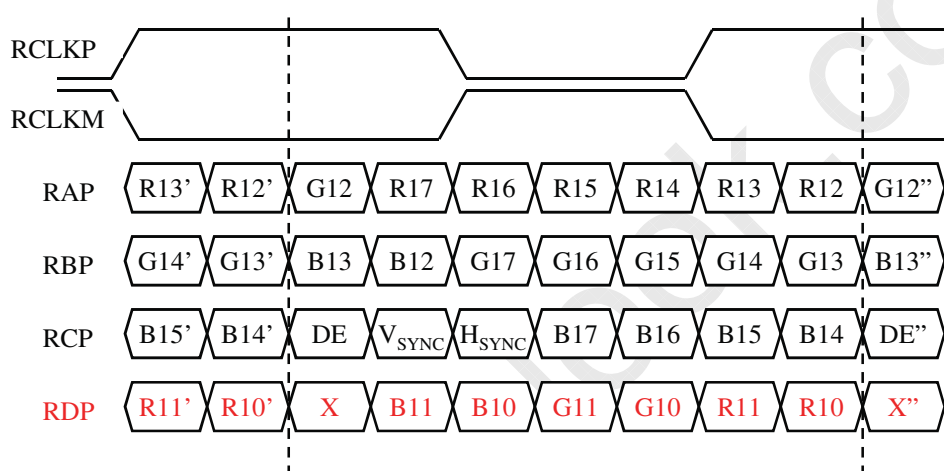 RCLKP
RCLKM
RAP R13’ R12’ G12 R17 R16 R15 R14 R13 R12 G12”
RBP G14’ G13’ B13 B12 G17 G16 G15 G14 G13 B13”
RCP B15’ B14’ DE VSYNC HSYNC B17 B16 B15 B14 DE”
RDP R11’ R10’ X B11 B10 G11 G10 R11 R10 X”